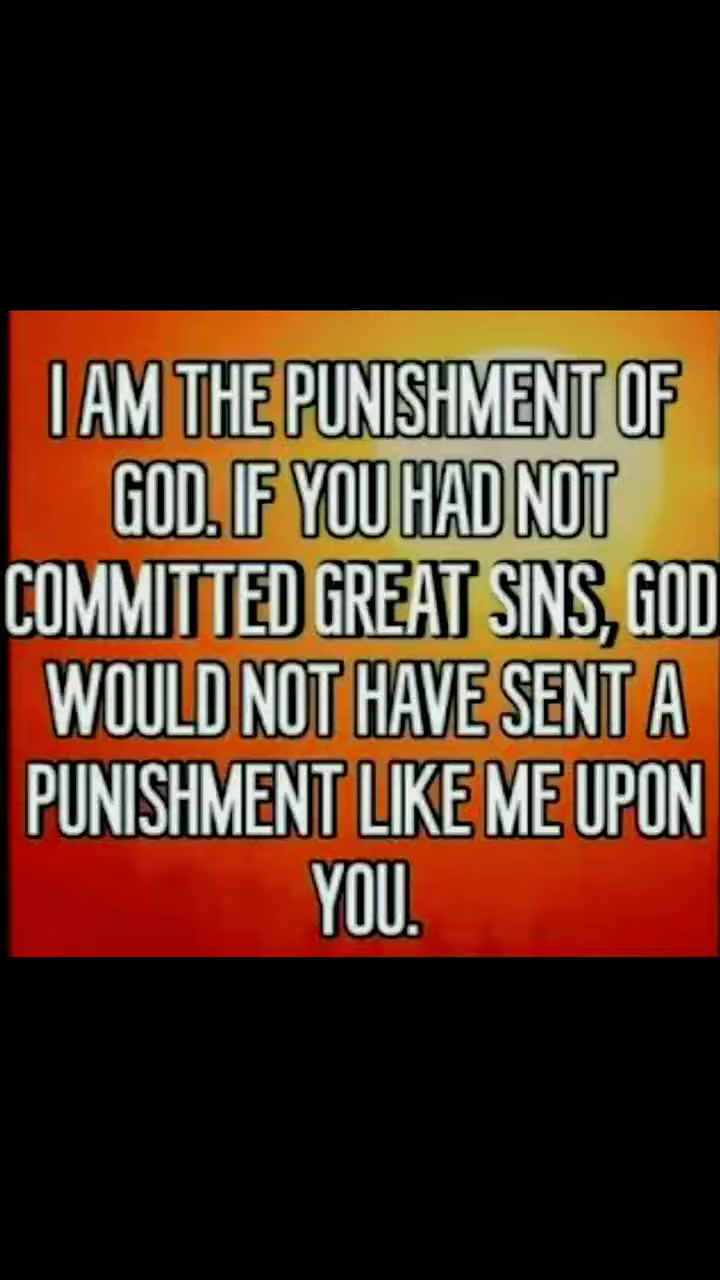 I AM THE PUNISHMENT OF
GOD. IF YOU HAD NOT
COMMITTED GREAT SINS, GOD
WOULD NOT HAVE SENT A
PUNISHMENT LIKE ME UPON
YOU.